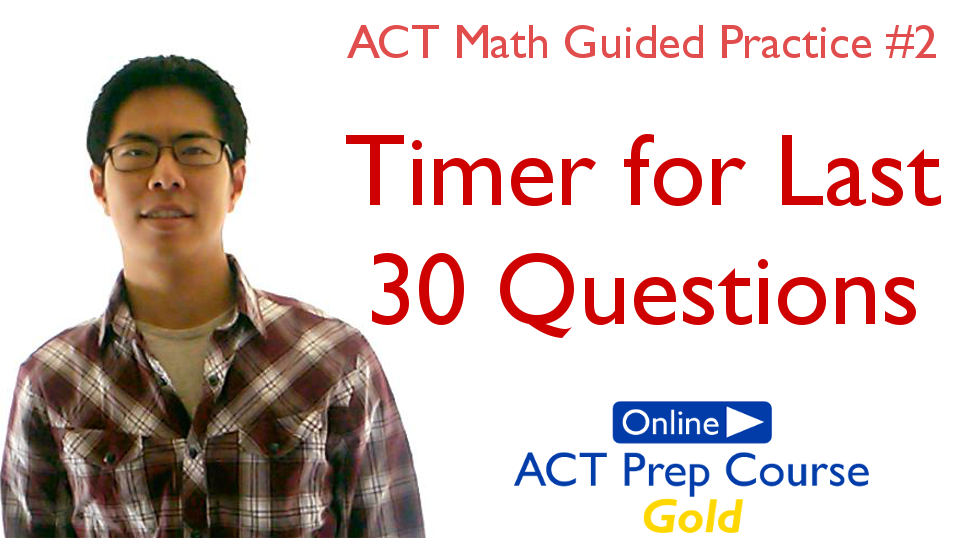 ACT Math Guided Practice #2
Timer for Last
30 Questions
Online
ACT Prep Course
Gold